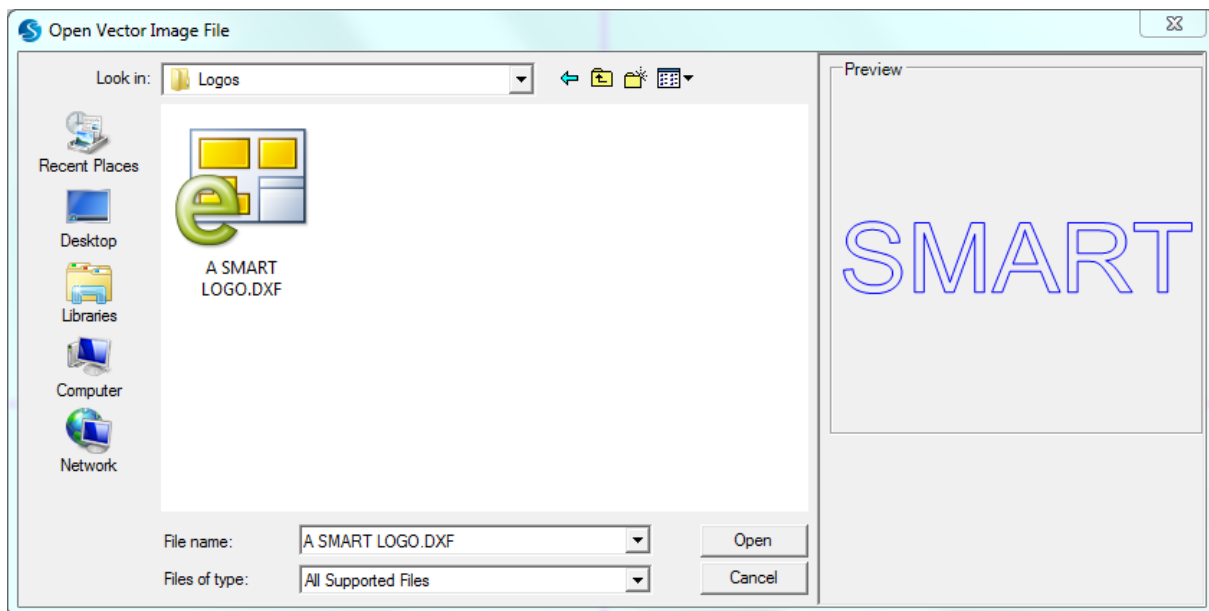 Open Vector Image File
Look in: Logos
Preview
Recent Places
Desktop
Libraries
Computer
Network
A SMART
LOGO.DXF
SMART
File name: A SMART LOGO.DXF Open
Files of type: All Supported Files Cancel